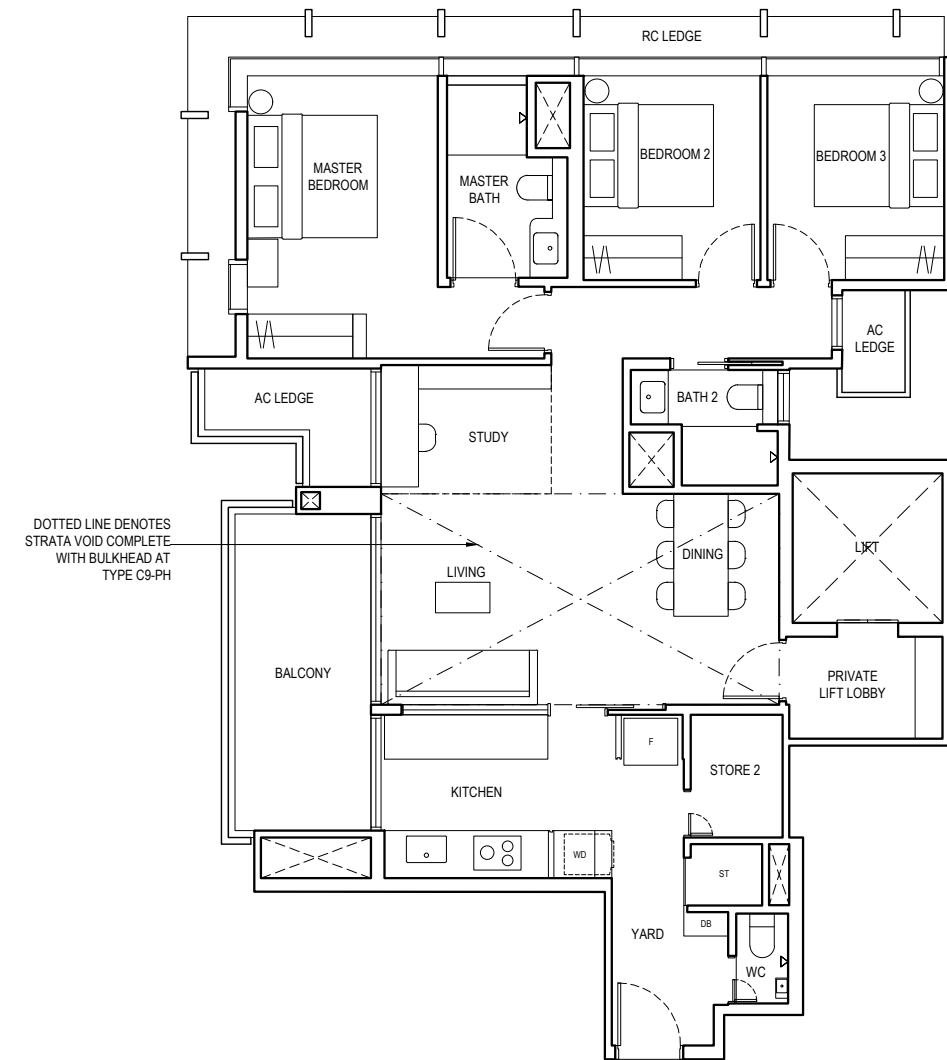 RC LEDGE
MASTER
BEDROOM
MASTER
BATH
BEDROOM 2
BEDROOM 3
AC
LEDGE
AC LEDGE
STUDY
BATH 2
DOTTED LINE DENOTES
STRATA VOID COMPLETE
WITH BULKHEAD AT
TYPE C9-PH
LIVING
DINING
LIFT
BALCONY
PRIVATE
LIFT LOBBY
F
STORE 2
KITCHEN
WD
ST
YARD
DB
WC